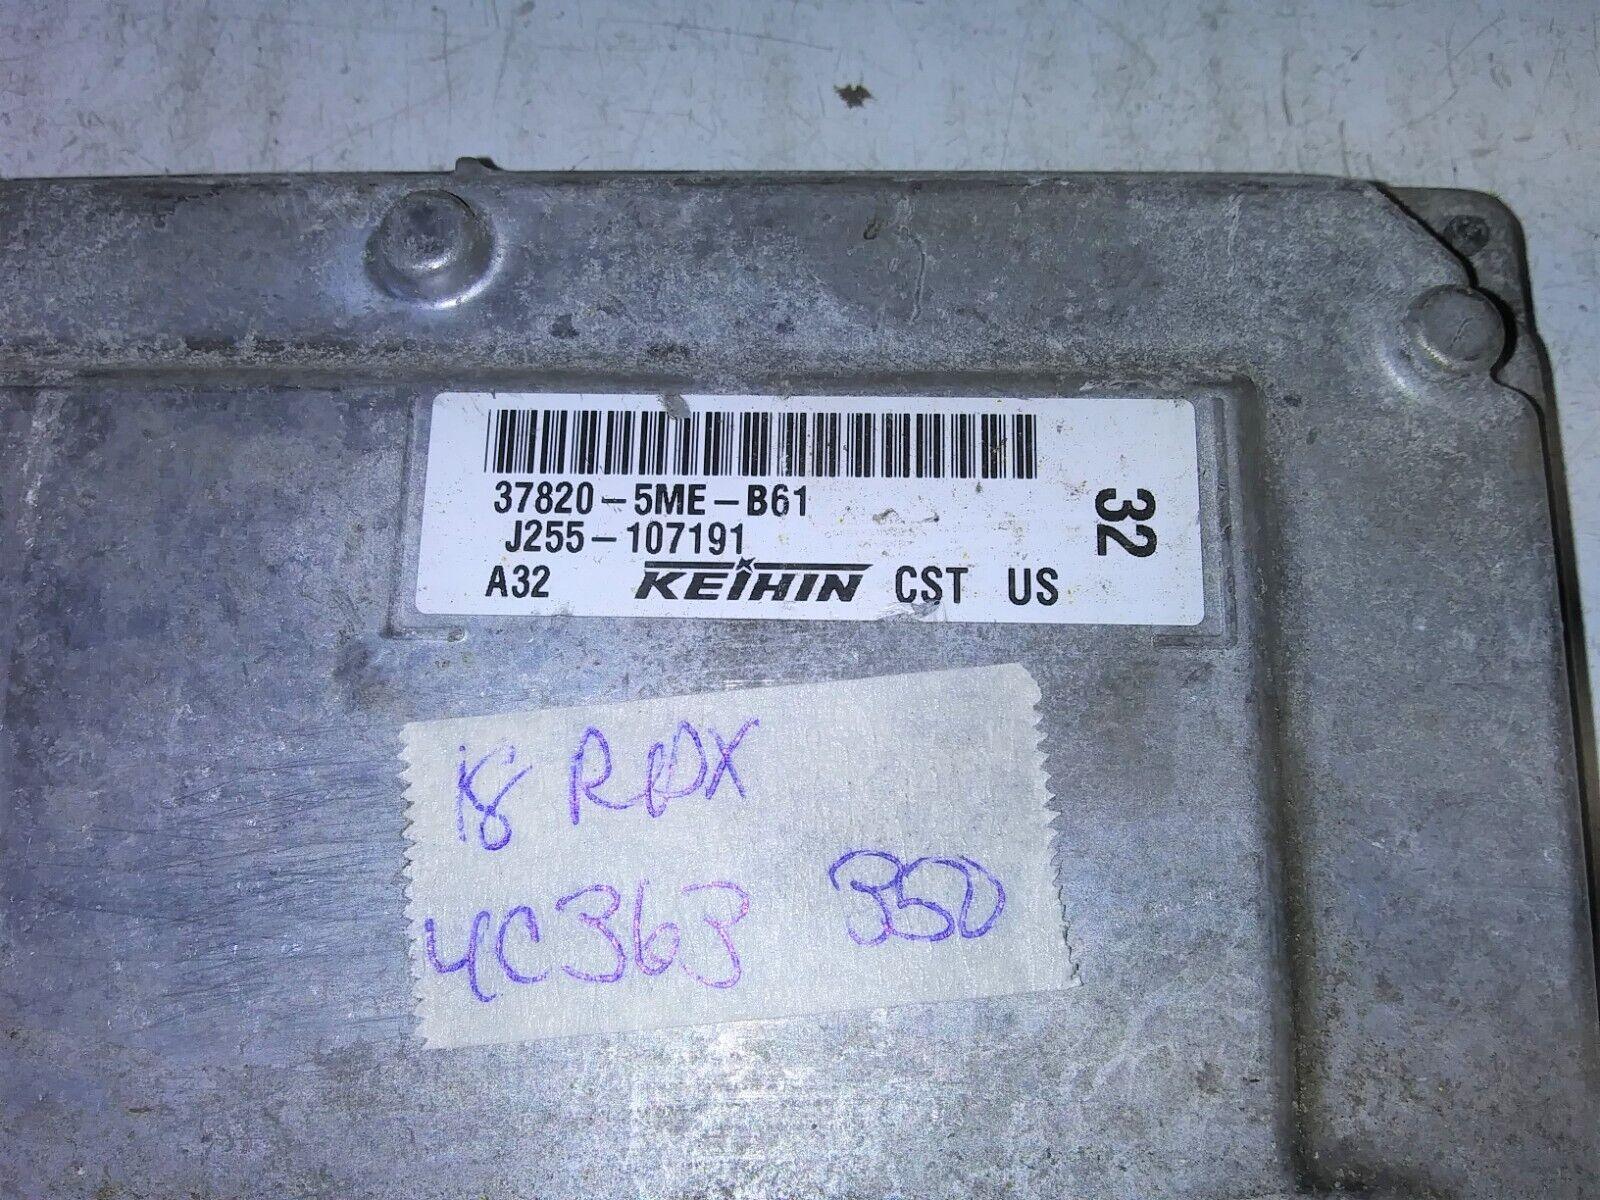 37820-5ME-B61
J255-107191
A32 KEIHIN CST US
32
18 RDX
4C363 350